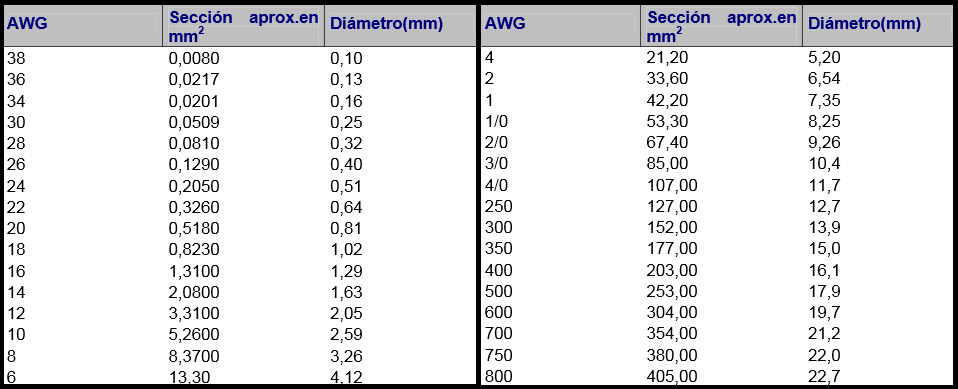 AWG Sección aprox.en mm² Diámetro(mm)
38 0,0080 0,10
36 0,0217 0,13
34 0,0201 0,16
30 0,0509 0,25
28 0,0810 0,32
26 0,1290 0,40
24 0,2050 0,51
22 0,3260 0,64
20 0,5180 0,81
18 0,8230 1,02
16 1,3100 1,29
14 2,0800 1,63
12 3,3100 2,05
10 5,2600 2,59
8 8,3700 3,26
6 13,30 4,12
AWG Sección aprox.en mm² Diámetro(mm)
4 21,20 5,20
2 33,60 6,54
1 42,20 7,35
1/0 53,30 8,25
2/0 67,40 9,26
3/0 85,00 10,4
4/0 107,00 11,7
250 127,00 12,7
300 152,00 13,9
350 177,00 15,0
400 203,00 16,1
500 253,00 17,9
600 304,00 19,7
700 354,00 21,2
750 380,00 22,0
800 405,00 22,7